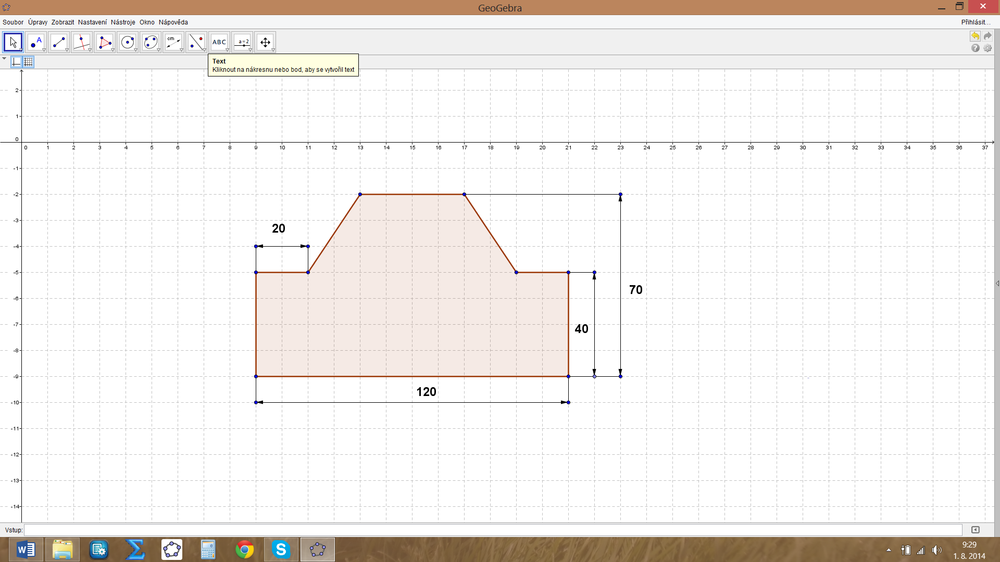 GeoGebra
Soubor Úpravy Zobrazit Nastavení Nástroje Okno Nápověda Přihlásit...
A cm ABC a=2
Text
Kliknout na nákresnu nebo bod, aby se vytvořil text
2
1
0
0 1 2 3 4 5 6 7 8 9 10 11 12 13 14 15 16 17 18 19 20 21 22 23 24 25 26 27 28 29 30 31 32 33 34 35 36 37
-1
-2
-3
20
-4
-5
70
-6
40
-7
-8
-9
120
-10
-11
-12
-13
-14
Vstup:
9:29
1. 8. 2014